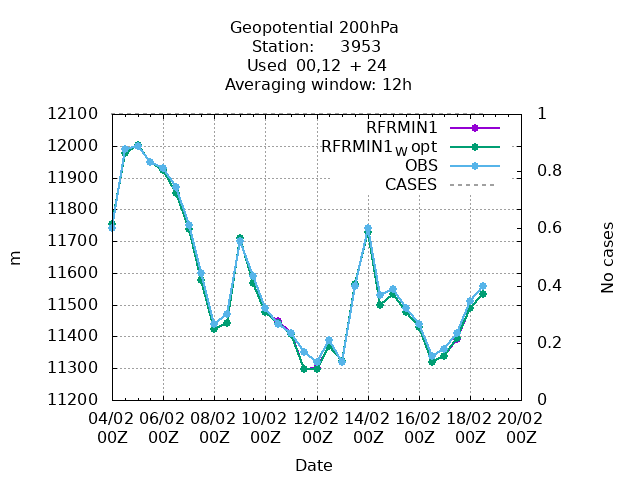 Geopotential 200hPa
Station: 3953
Used 00,12 + 24
Averaging window: 12h
RFRMIN1
RFRMIN1w opt
OBS
CASES
12100
12000
11900
11800
11700
11600
11500
11400
11300
11200
m
1
0.8
0.6
0.4
0.2
0
No cases
04/02 06/02 08/02 10/02 12/02 14/02 16/02 18/02 20/02
00Z 00Z 00Z 00Z 00Z 00Z 00Z 00Z 00Z
Date